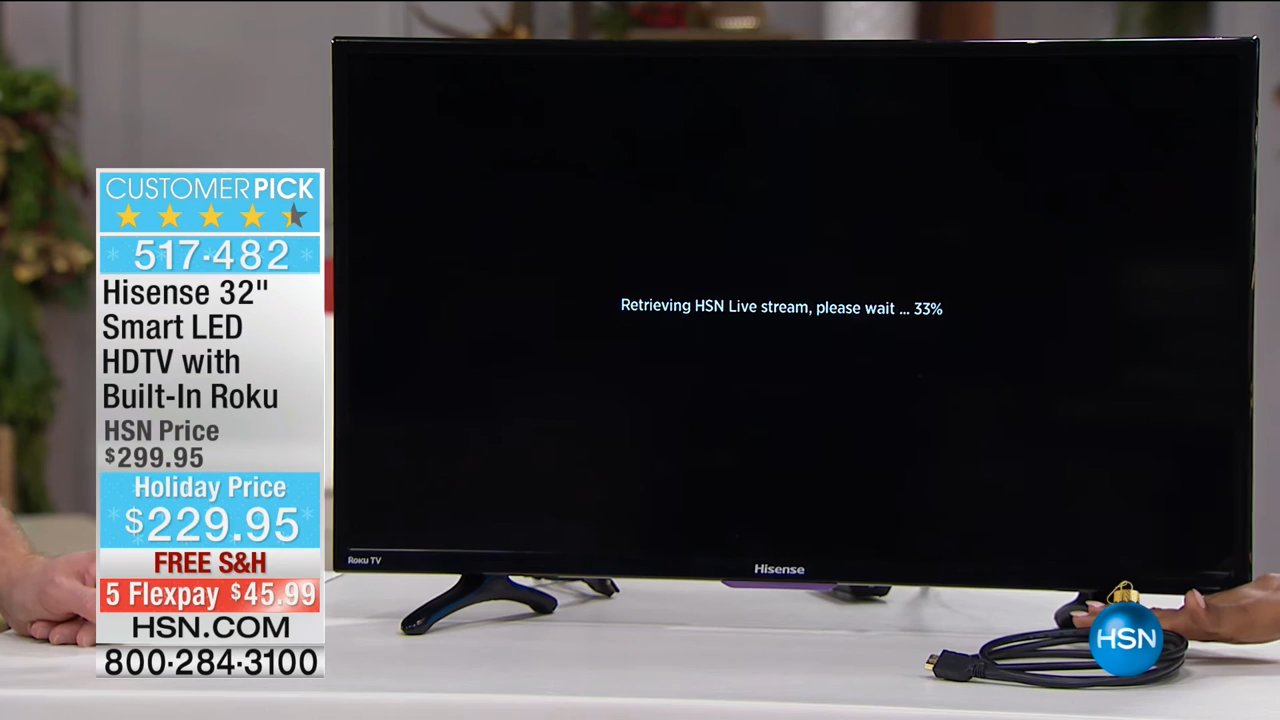 CUSTOMERPICK
517·482
Hisense 32"
Smart LED
HDTV with
Built-In Roku
HSN Price
$299.95
Holiday Price
$229.95
FREE S&H
5 Flexpay $45.99
HSN.COM
800·284·3100
Retrieving HSN Live stream, please wait ... 33%
Roku TV
Hisense
HSN